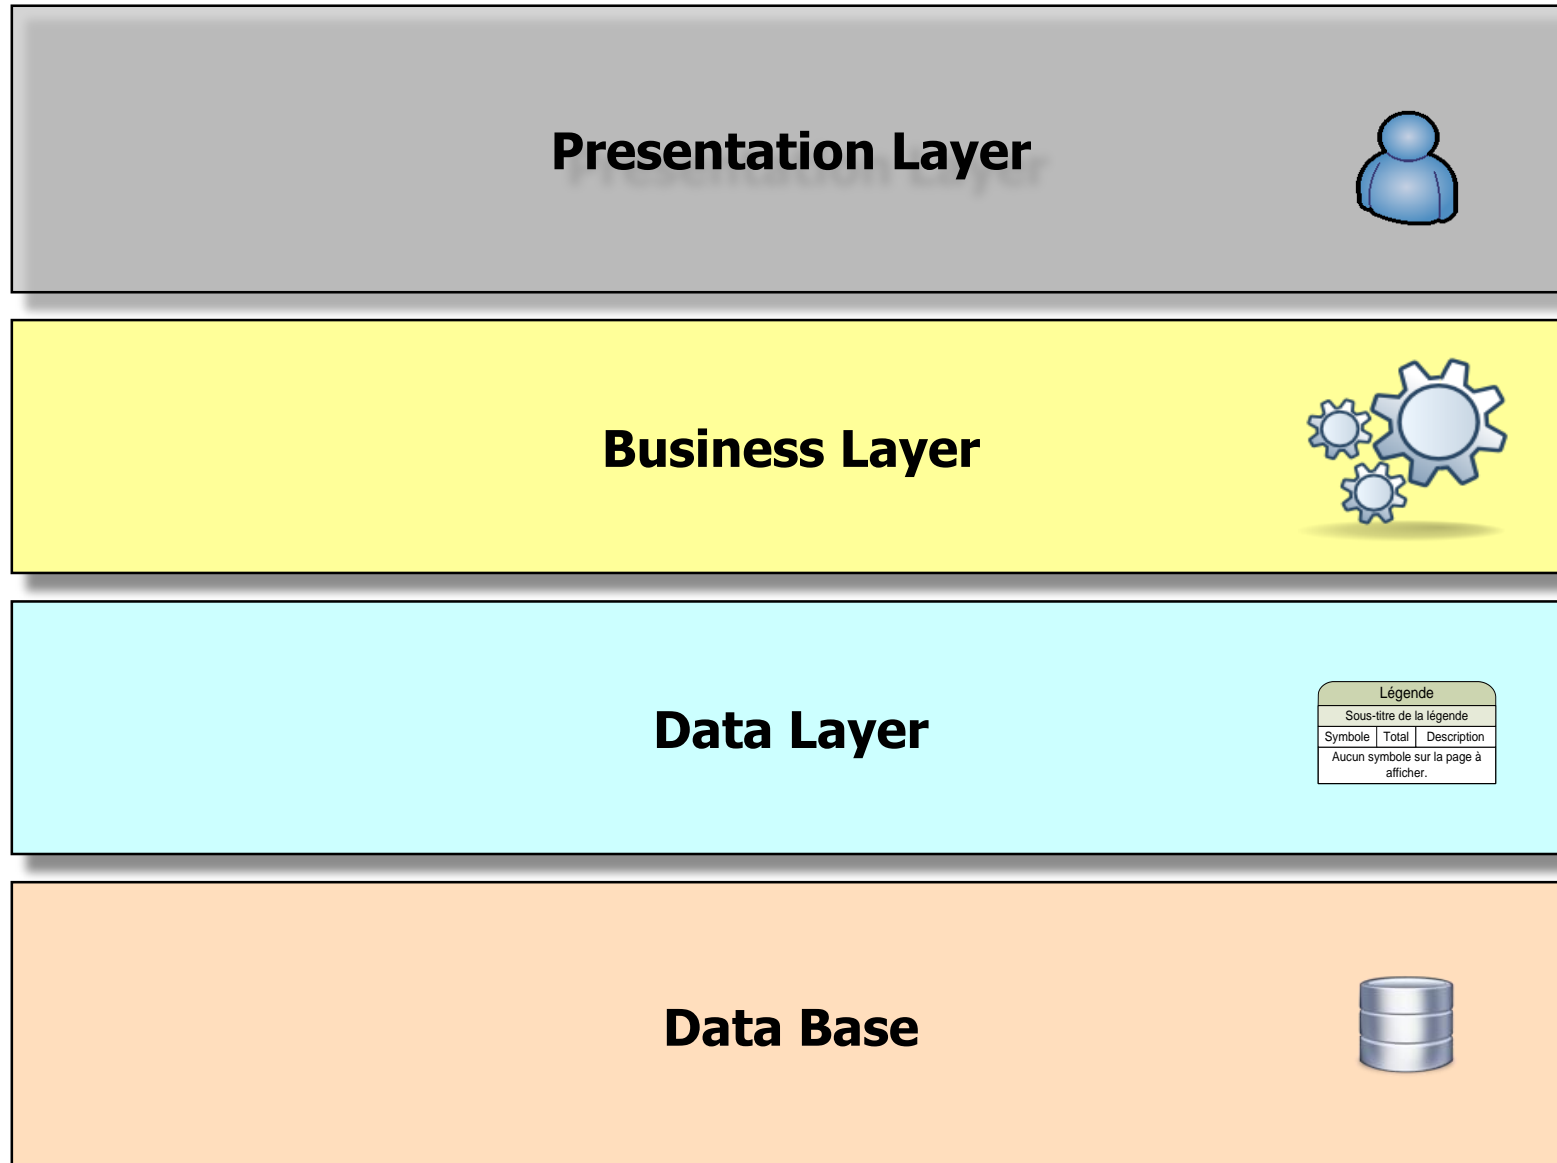 Presentation Layer
Business Layer
Data Layer
Légende
Sous-titre de la légende
Symbole Total Description
Aucun symbole sur la page à
afficher.
Data Base